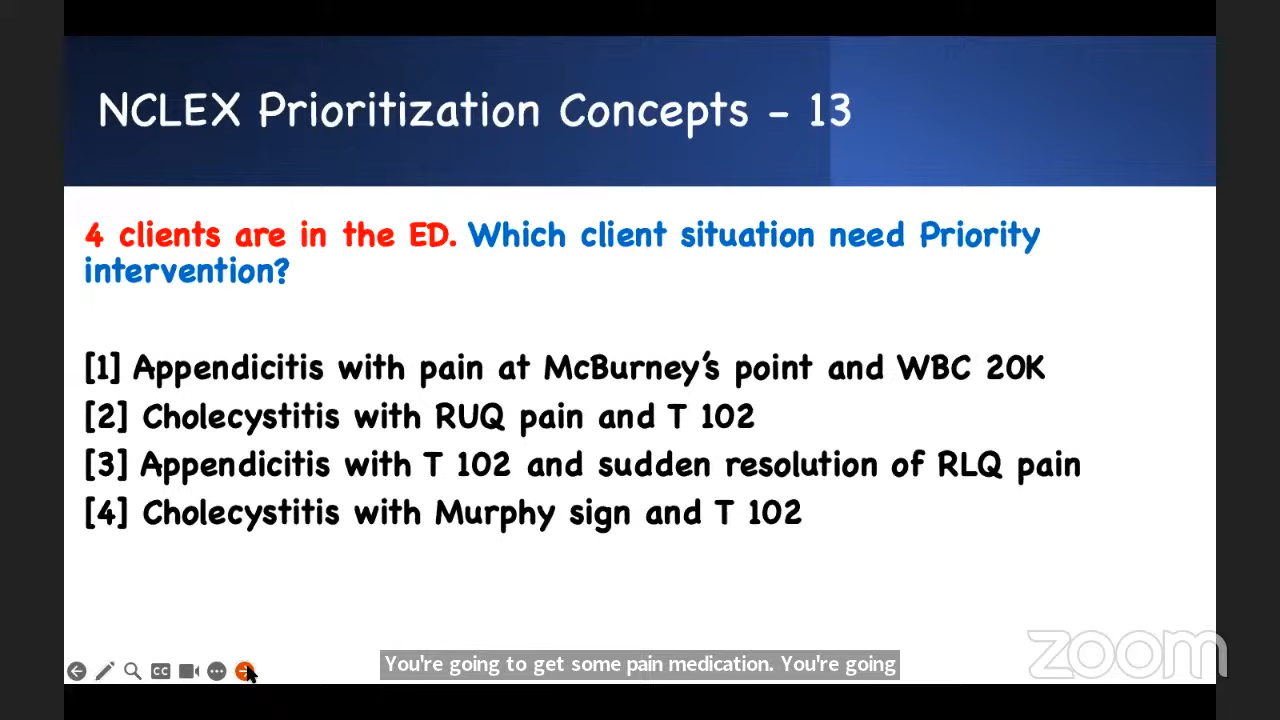 NCLEX Prioritization Concepts - 13
4 clients are in the ED. Which client situation need Priority
intervention?
[1] Appendicitis with pain at McBurney's point and WBC 20K
[2] Cholecystitis with RUQ pain and T 102
[3] Appendicitis with T 102 and sudden resolution of RLQ pain
[4] Cholecystitis with Murphy sign and T 102
CC
You're going to get some pain medication. You're going
zoom